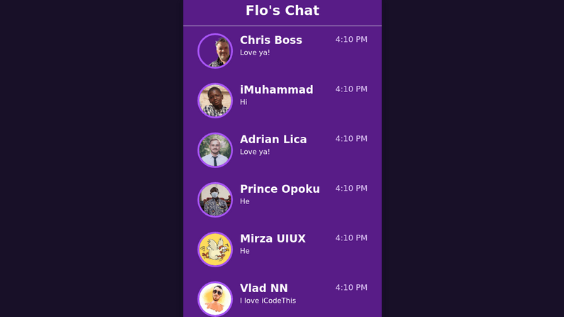 Flo's Chat
Chris Boss 4:10 PM
Love ya!
iMuhammad 4:10 PM
Hi
Adrian Lica 4:10 PM
Love ya!
Prince Opoku 4:10 PM
He
Mirza UIUX 4:10 PM
He
Vlad NN 4:10 PM
I love iCodeThis